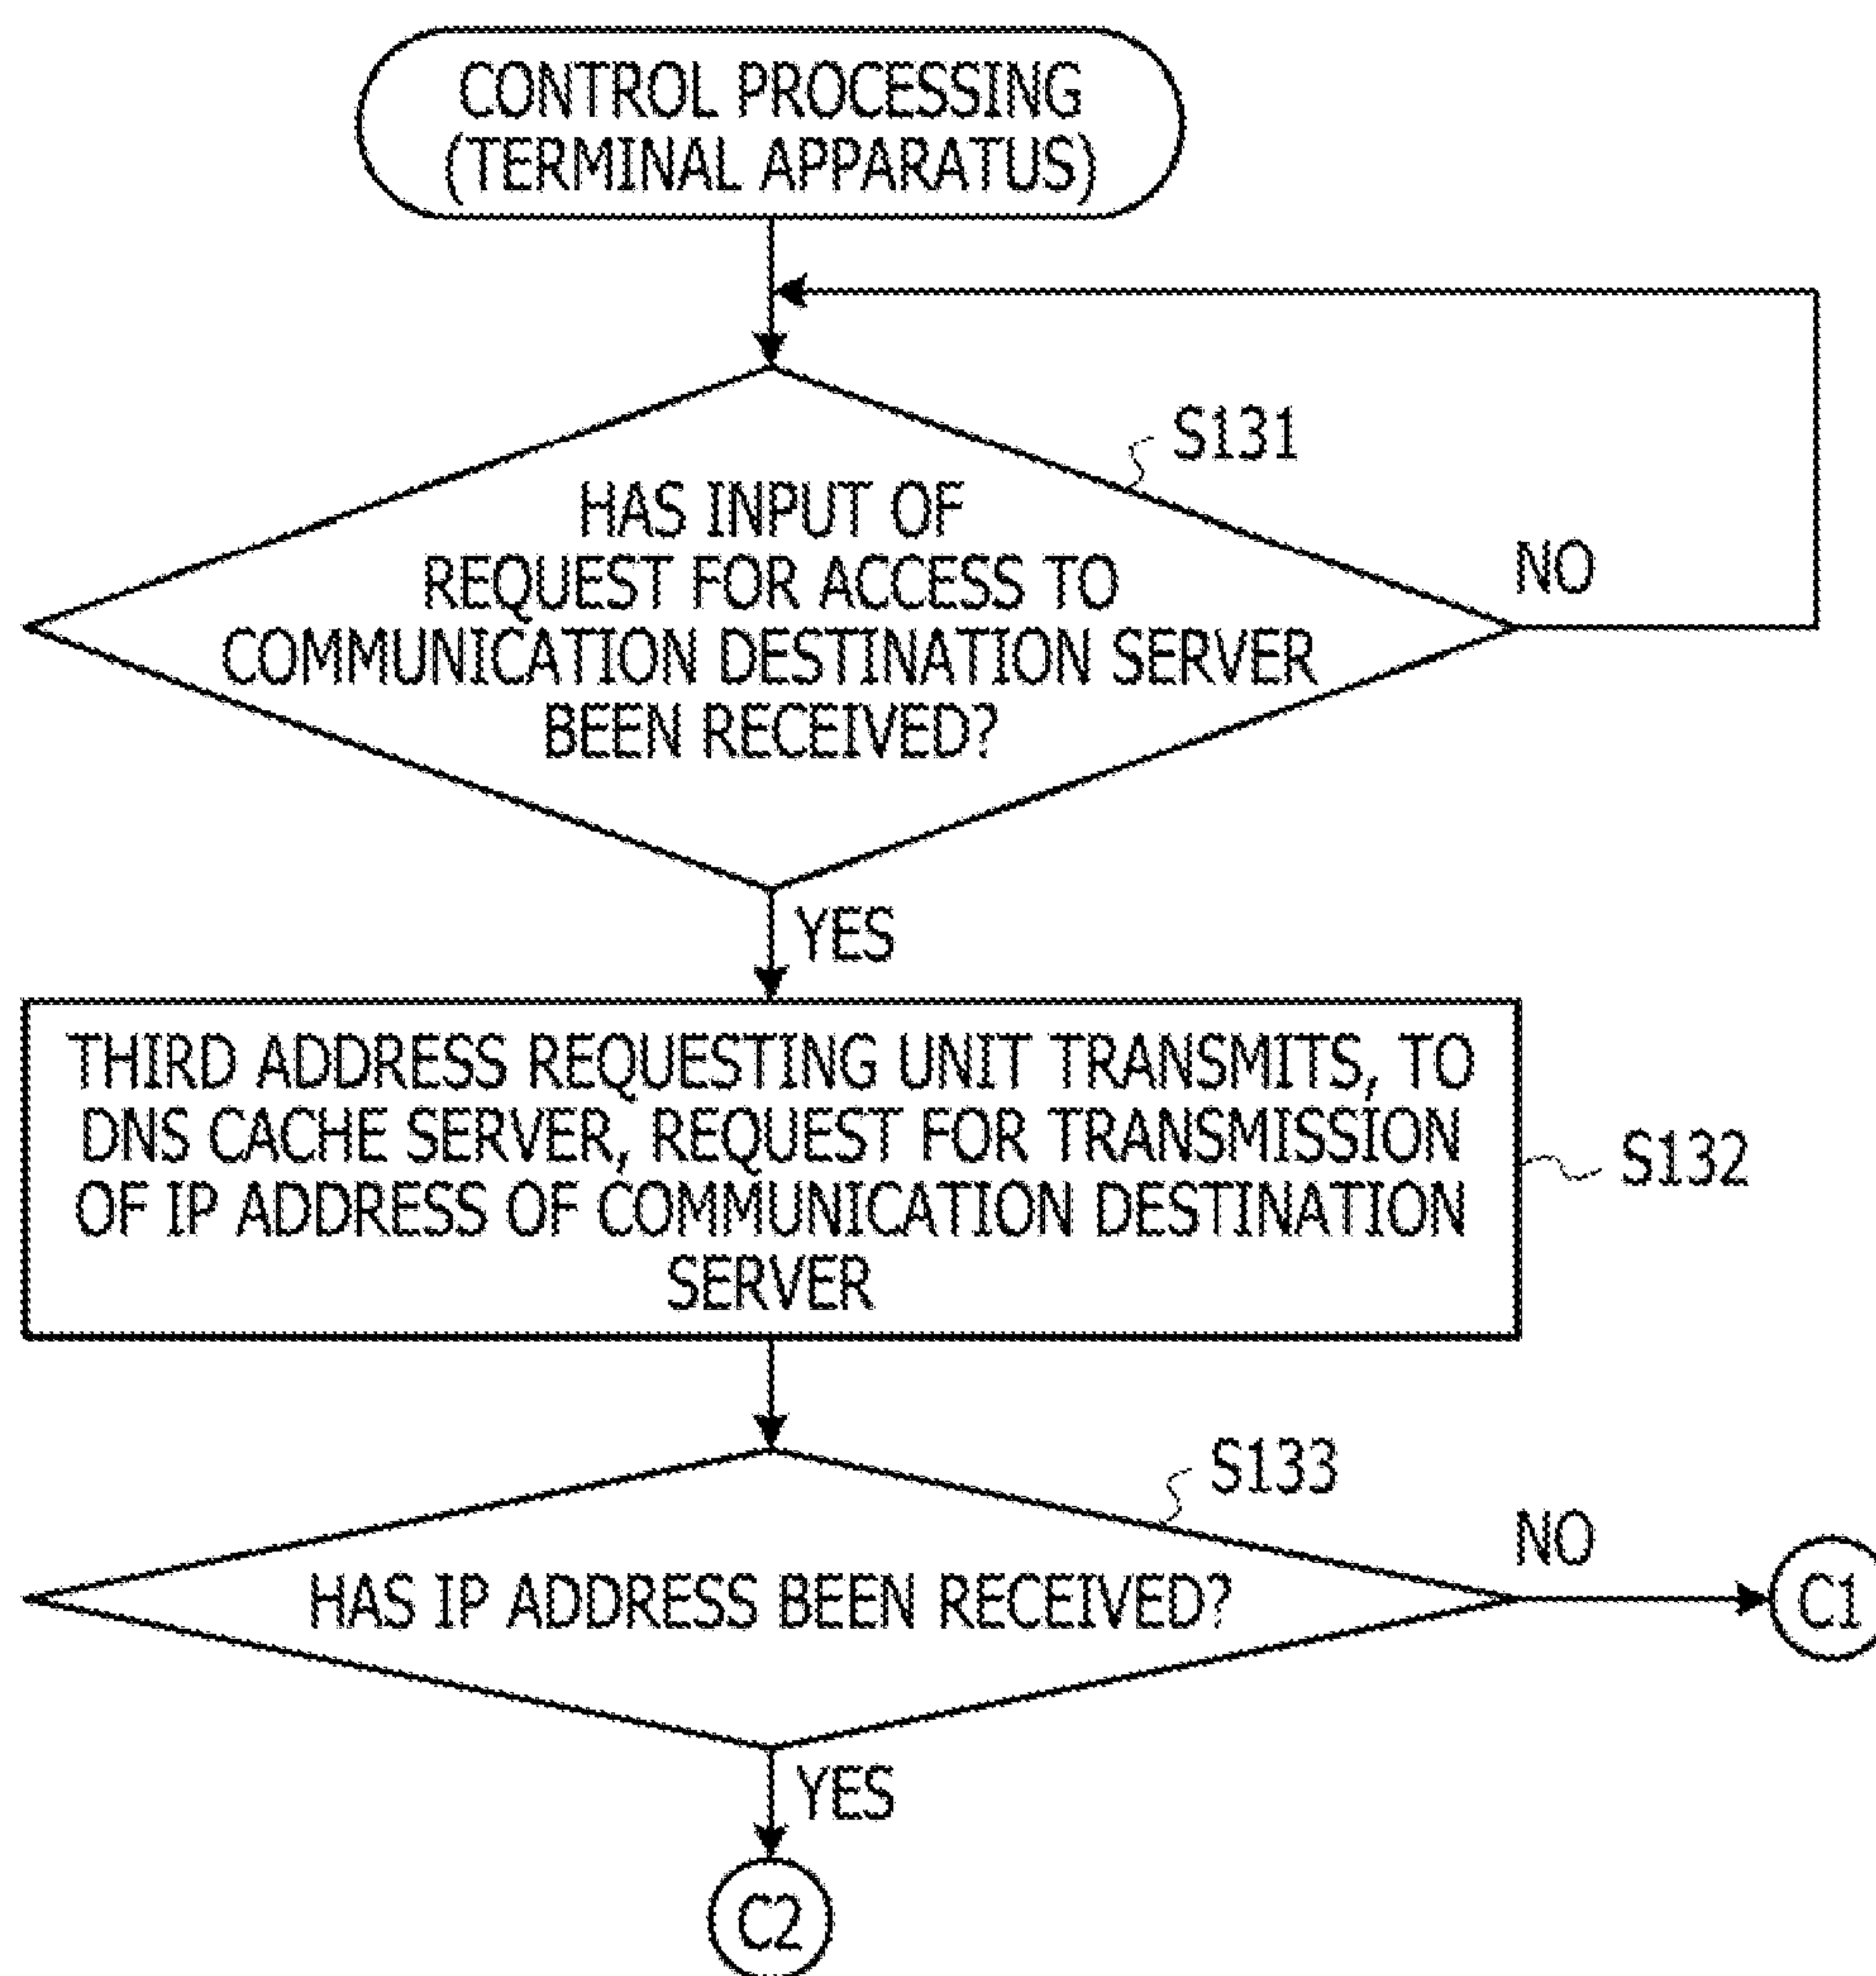 CONTROL PROCESSING
(TERMINAL APPARATUS)
S131
HAS INPUT OF
REQUEST FOR ACCESS TO
COMMUNICATION DESTINATION SERVER
BEEN RECEIVED?
NO
YES
THIRD ADDRESS REQUESTING UNIT TRANSMITS, TO
DNS CACHE SERVER, REQUEST FOR TRANSMISSION
OF IP ADDRESS OF COMMUNICATION DESTINATION
SERVER
S132
S133
HAS IP ADDRESS BEEN RECEIVED?
NO
C1
YES
C2